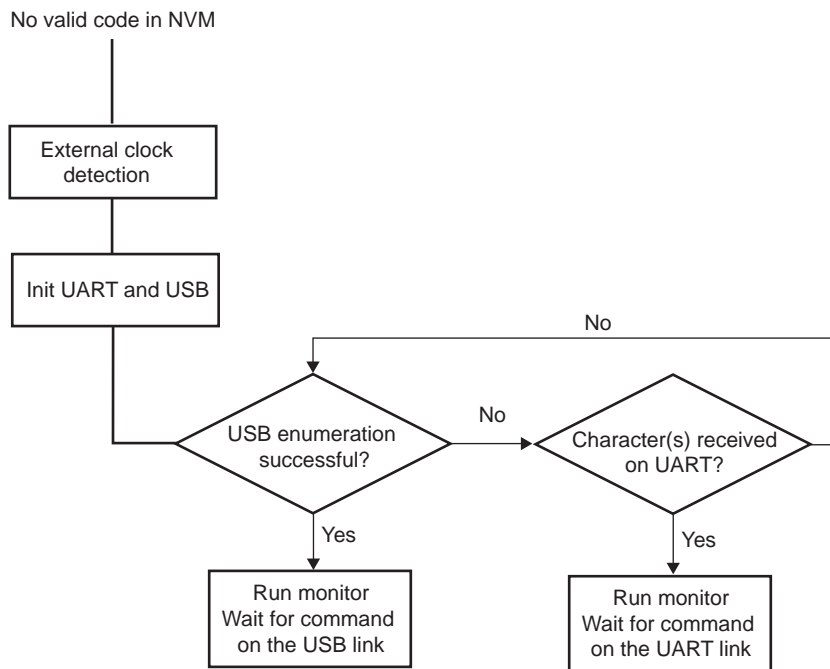 No valid code in NVM
External clock
detection
Init UART and USB
No
USB enumeration
successful?
No
Character(s) received
on UART?
Yes
Yes
Run monitor
Wait for command
on the USB link
Run monitor
Wait for command
on the UART link